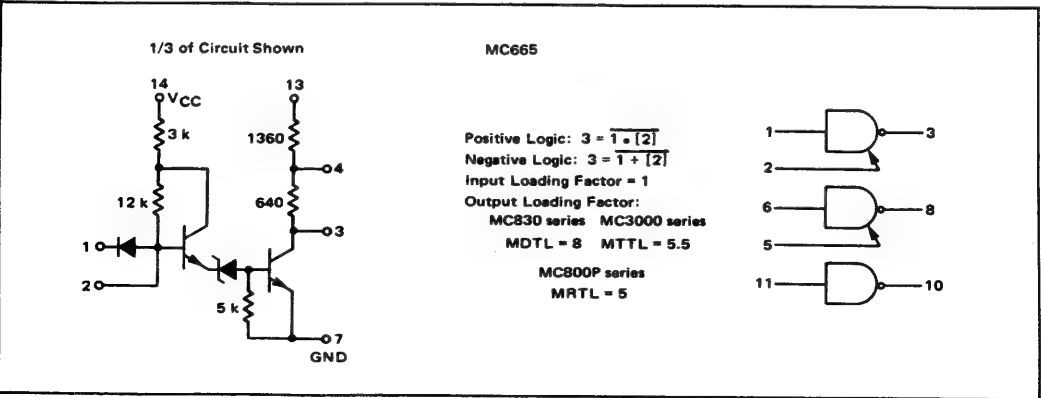 1/3 of Circuit Shown
MC665
14
VCC
3 k
12 k
1
2
5 k
13
1360
4
640
3
7
GND
Positive Logic: 3 = 1 • [2]
Negative Logic: 3 = 1 + [2]
Input Loading Factor = 1
Output Loading Factor:
MC830 series MC3000 series
MDTL = 8 MTTL = 5.5
MC800P series
MRTL = 5
1
3
2
6
8
5
11
10